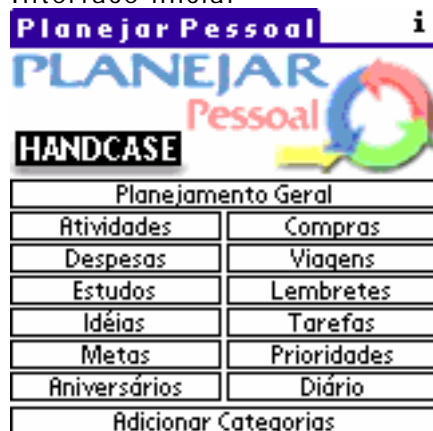 Interface Inicial
Planejar Pessoal i
PLANEJAR
Pessoal
HANDCASE
Planejamento Geral
Atividades Compras
Despesas Viagens
Estudos Lembretes
Idéias Tarefas
Metas Prioridades
Aniversários Diário
Adicionar Categorias